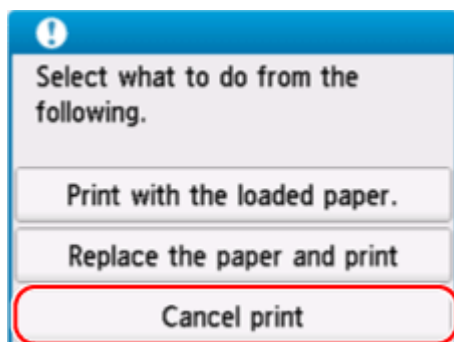 Select what to do from the
following.
Print with the loaded paper.
Replace the paper and print
Cancel print